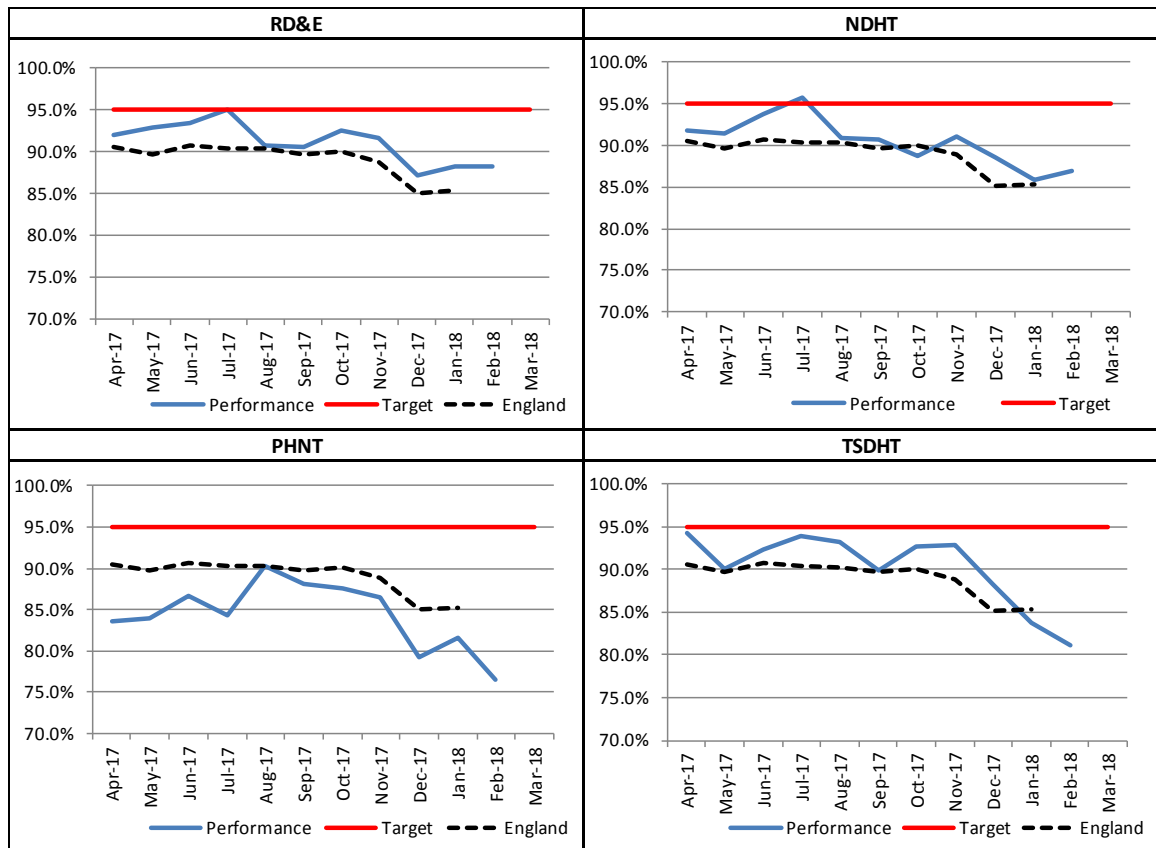 RD&E
NDHT
100.0%
95.0%
90.0%
85.0%
80.0%
75.0%
70.0%
Apr-17
May-17
Jun-17
Jul-17
Aug-17
Sep-17
Oct-17
Nov-17
Dec-17
Jan-18
Feb-18
Mar-18
Performance Target England
100.0%
95.0%
90.0%
85.0%
80.0%
75.0%
70.0%
Apr-17
May-17
Jun-17
Jul-17
Aug-17
Sep-17
Oct-17
Nov-17
Dec-17
Jan-18
Feb-18
Mar-18
Performance Target
PHNT
TSDHT
100.0%
95.0%
90.0%
85.0%
80.0%
75.0%
70.0%
Apr-17
May-17
Jun-17
Jul-17
Aug-17
Sep-17
Oct-17
Nov-17
Dec-17
Jan-18
Feb-18
Mar-18
Performance Target England
100.0%
95.0%
90.0%
85.0%
80.0%
75.0%
70.0%
Apr-17
May-17
Jun-17
Jul-17
Aug-17
Sep-17
Oct-17
Nov-17
Dec-17
Jan-18
Feb-18
Mar-18
Performance Target England